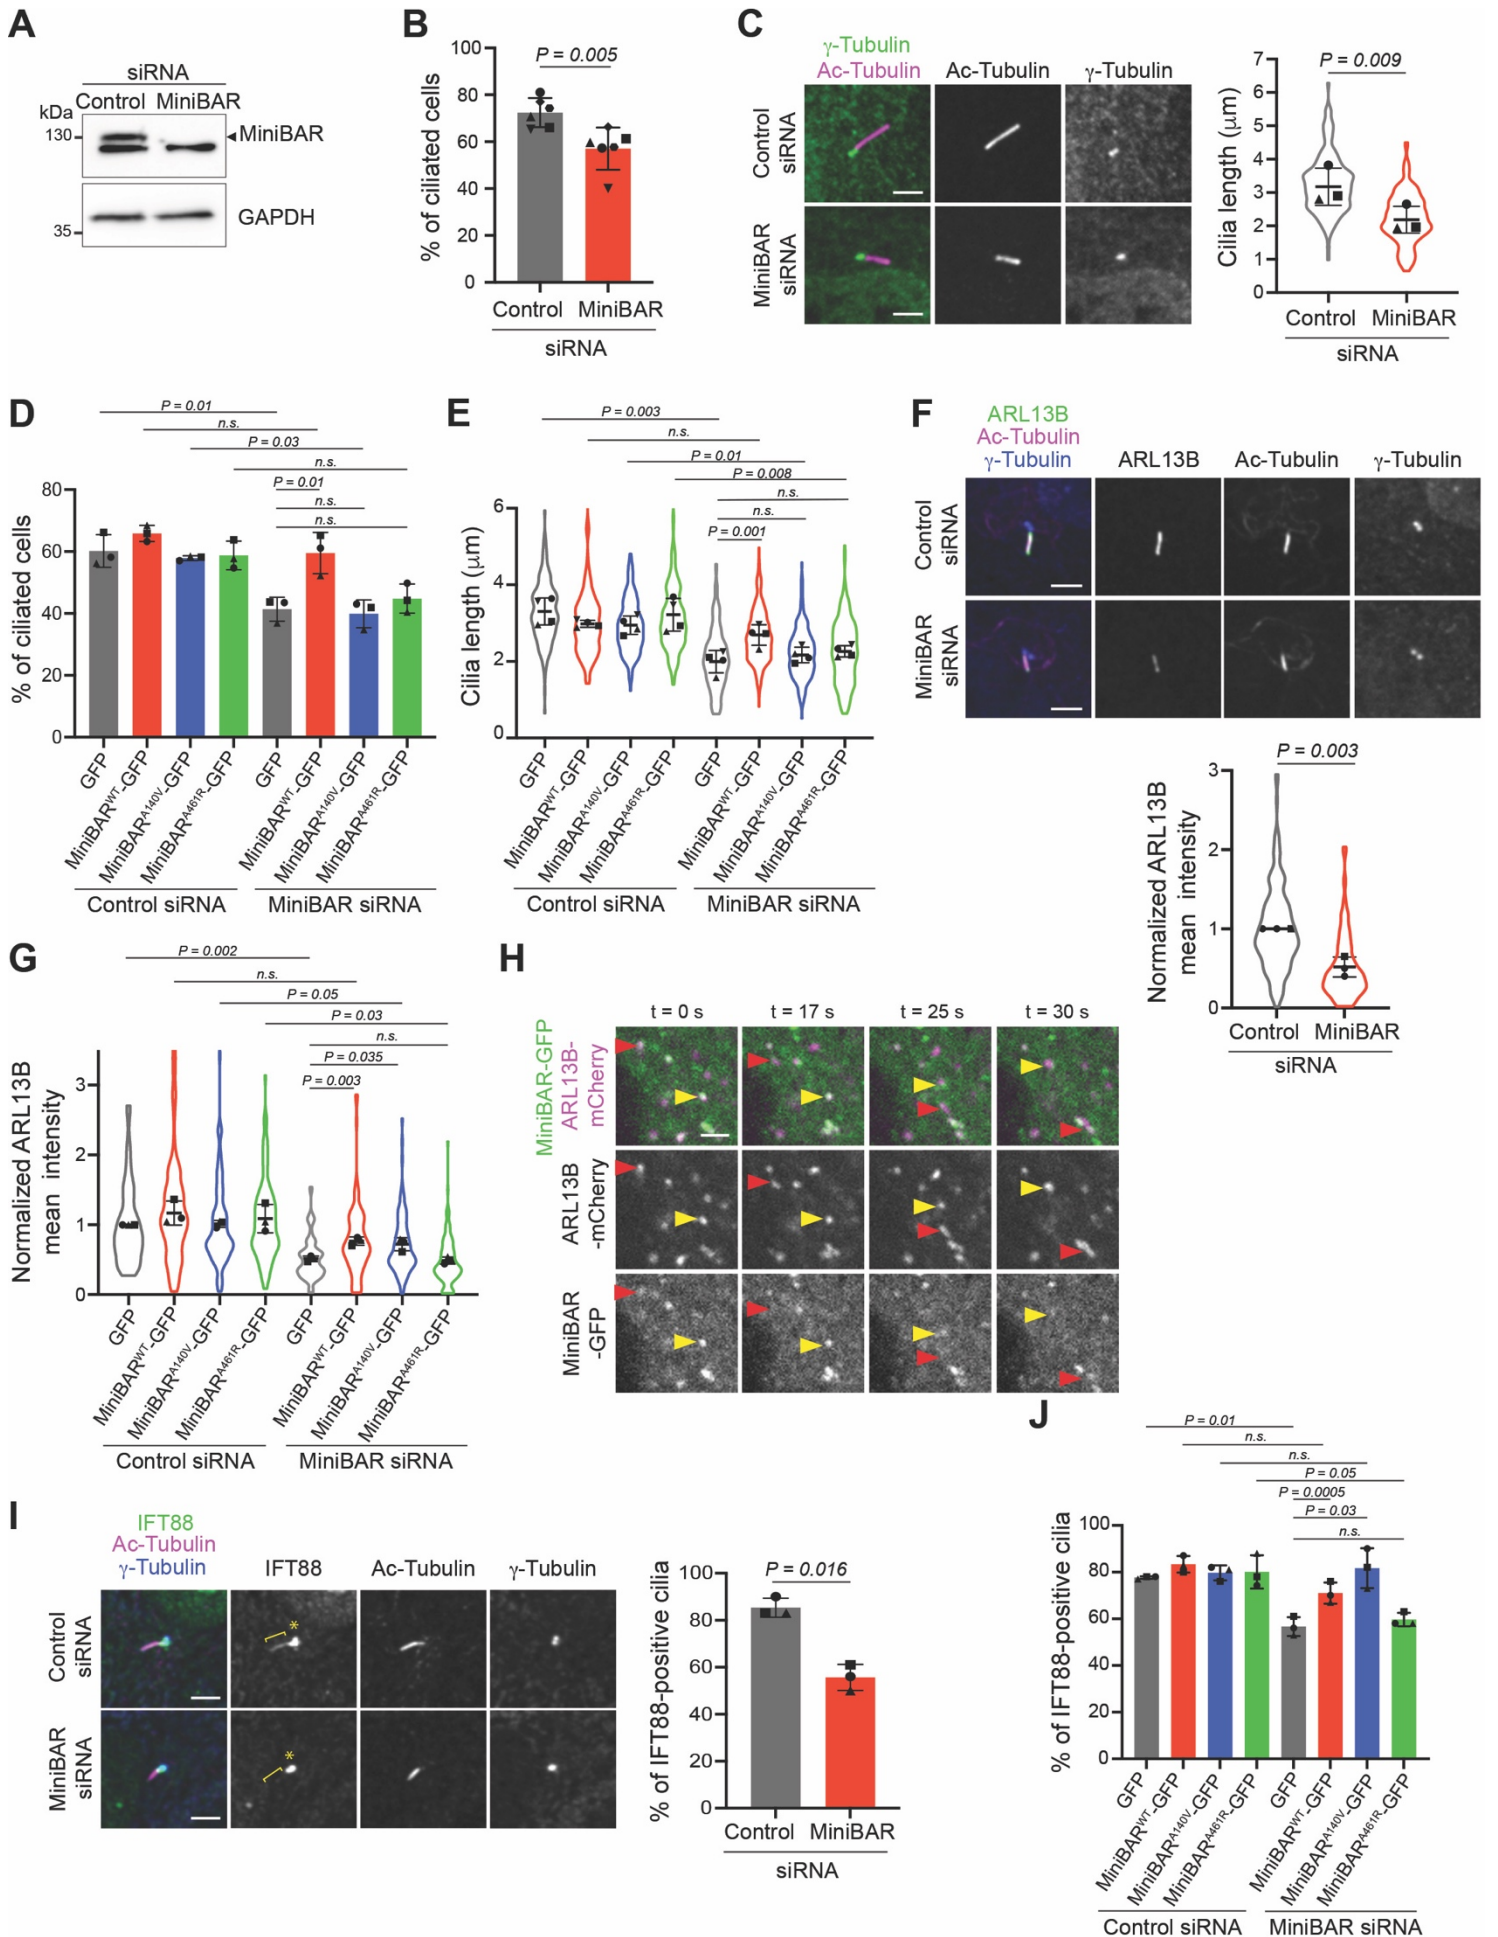 A
siRNA
Control MiniBAR
kDa
130
MiniBAR
GAPDH
35
B
P = 0.005
% of ciliated cells
100
80
60
40
20
0
Control MiniBAR
siRNA
C
γ-Tubulin
Ac-Tubulin
Ac-Tubulin
γ-Tubulin
Control
siRNA
MiniBAR
siRNA
P = 0.009
Cilia length (μm)
7
6
5
4
3
2
1
0
Control MiniBAR
siRNA
D
P = 0.01
n.s.
P = 0.03
n.s.
P = 0.01
n.s.
n.s.
% of ciliated cells
80
60
40
20
0
GFP
MiniBARWT-GFP
MiniBARA140V-GFP
MiniBARA461R-GFP
GFP
MiniBARWT-GFP
MiniBARA140V-GFP
MiniBARA461R-GFP
Control siRNA
MiniBAR siRNA
E
P = 0.003
n.s.
P = 0.01
P = 0.008
n.s.
n.s.
P = 0.001
Cilia length (μm)
6
4
2
0
GFP
MiniBARWT-GFP
MiniBARA140V-GFP
MiniBARA461R-GFP
GFP
MiniBARWT-GFP
MiniBARA140V-GFP
MiniBARA461R-GFP
Control siRNA
MiniBAR siRNA
F
ARL13B
Ac-Tubulin
γ-Tubulin
ARL13B
Ac-Tubulin
γ-Tubulin
Control
siRNA
MiniBAR
siRNA
P = 0.003
Normalized ARL13B
mean intensity
3
2
1
0
Control MiniBAR
siRNA
G
P = 0.002
n.s.
P = 0.05
P = 0.03
n.s.
P = 0.035
P = 0.003
Normalized ARL13B
mean intensity
3
2
1
0
GFP
MiniBARWT-GFP
MiniBARA140V-GFP
MiniBARA461R-GFP
GFP
MiniBARWT-GFP
MiniBARA140V-GFP
MiniBARA461R-GFP
Control siRNA
MiniBAR siRNA
H
t = 0 s
t = 17 s
t = 25 s
t = 30 s
MiniBAR-GFP
ARL13B-
mCherry
ARL13B
-mCherry
MiniBAR
-GFP
I
IFT88
Ac-Tubulin
γ-Tubulin
IFT88
Ac-Tubulin
γ-Tubulin
Control
siRNA
*
MiniBAR
siRNA
*
P = 0.016
% of IFT88-positive cilia
100
80
60
40
20
0
Control MiniBAR
siRNA
J
P = 0.01
n.s.
n.s.
P = 0.05
P = 0.0005
P = 0.03
n.s.
% of IFT88-positive cilia
100
80
60
40
20
0
GFP
MiniBARWT-GFP
MiniBARA140V-GFP
MiniBARA461R-GFP
GFP
MiniBARWT-GFP
MiniBARA140V-GFP
MiniBARA461R-GFP
Control siRNA
MiniBAR siRNA